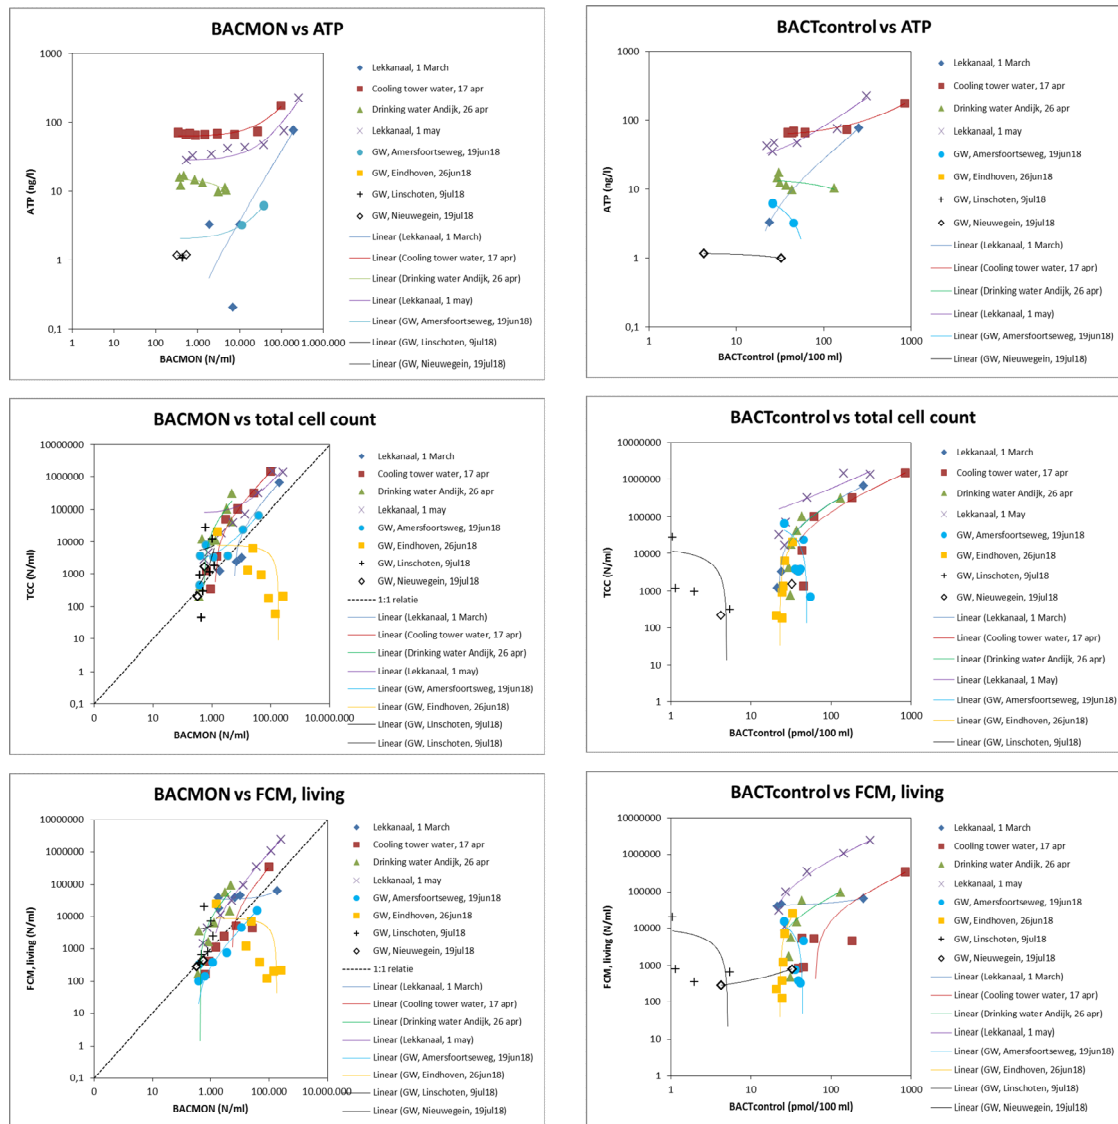 BACMON vs ATP
ATP (ng/l)
1000
100
10
1
0,1
1
10
100
1.000
10.000
100.000
1.000.000
BACMON (N/ml)
Lekkanaal, 1 March
Cooling tower water, 17 apr
Drinking water Andijk, 26 apr
Lekkanaal, 1 may
GW, Amersfoortseweg, 19jun18
GW, Eindhoven, 26jun18
GW, Linschoten, 9jul18
GW, Nieuwegein, 19jul18
Linear (Lekkanaal, 1 March)
Linear (Cooling tower water, 17 apr)
Linear (Drinking water Andijk, 26 apr)
Linear (Lekkanaal, 1 may)
Linear (GW, Amersfoortseweg, 19jun18)
Linear (GW, Linschoten, 9jul18)
Linear (GW, Nieuwegein, 19jul18)
BACTcontrol vs ATP
ATP (ng/l)
1000
100
10
1
0,1
1
10
100
1000
BACTcontrol (pmol/100 ml)
Lekkanaal, 1 March
Cooling tower water, 17 apr
Drinking water Andijk, 26 apr
Lekkanaal, 1 may
GW, Amersfoortseweg, 19jun18
GW, Eindhoven, 26jun18
GW, Linschoten, 9jul18
GW, Nieuwegein, 19jul18
Linear (Lekkanaal, 1 March)
Linear (Cooling tower water, 17 apr)
Linear (Drinking water Andijk, 26 apr)
Linear (Lekkanaal, 1 may)
Linear (GW, Amersfoortseweg, 19jun18)
Linear (GW, Nieuwegein, 19jul18)
BACMON vs total cell count
TCC (N/ml)
10000000
1000000
100000
10000
1000
100
10
1
0,1
0
10
1.000
100.000
10.000.000
BACMON (N/ml)
Lekkanaal, 1 March
Cooling tower water, 17 apr
Drinking water Andijk, 26 apr
Lekkanaal, 1 may
GW, Amersfoortsweg, 19jun18
GW, Eindhoven, 26jun18
GW, Linschoten, 9jul18
GW, Nieuwegein, 19jul18
1:1 relatie
Linear (Lekkanaal, 1 March)
Linear (Cooling tower water, 17 apr)
Linear (Drinking water Andijk, 26 apr)
Linear (Lekkanaal, 1 may)
Linear (GW, Amersfoortsweg, 19jun18)
Linear (GW, Eindhoven, 26jun18)
Linear (GW, Linschoten, 9jul18)
Linear (GW, Linschoten, 9jul18)
BACTcontrol vs total cell count
TCC (N/ml)
10000000
1000000
100000
10000
1000
100
10
1
1
10
100
1000
BACTcontrol (pmol/100 ml)
Lekkanaal, 1 March
Cooling tower water, 17 apr
Drinking water Andijk, 26 apr
Lekkanaal, 1 May
GW, Amersfoortseweg, 19jun18
GW, Eindhoven, 26jun18
GW, Linschoten, 9jul18
GW, Nieuwegein, 19jul18
Linear (Lekkanaal, 1 March)
Linear (Cooling tower water, 17 apr)
Linear (Drinking water Andijk, 26 apr)
Linear (Lekkanaal, 1 May)
Linear (GW, Amersfoortseweg, 19jun18)
Linear (GW, Eindhoven, 26jun18)
Linear (GW, Linschoten, 9jul18)
BACMON vs FCM, living
FCM, living (N/ml)
10000000
1000000
100000
10000
1000
100
10
1
0,1
0
10
1.000
100.000
10.000.000
BACMON (N/ml)
Lekkanaal, 1 March
Cooling tower water, 17 apr
Drinking water Andijk, 26 apr
Lekkanaal, 1 may
GW, Amersfoortseweg, 19jun18
GW, Eindhoven, 26jun18
GW, Linschoten, 9jul18
GW, Nieuwegein, 19jul18
1:1 relatie
Linear (Lekkanaal, 1 March)
Linear (Cooling tower water, 17 apr)
Linear (Drinking water Andijk, 26 apr)
Linear (Lekkanaal, 1 may)
Linear (GW, Amersfoortseweg, 19jun18)
Linear (GW, Eindhoven, 26jun18)
Linear (GW, Linschoten, 9jul18)
Linear (GW, Nieuwegein, 19jul18)
BACTcontrol vs FCM, living
FCM, living (N/ml)
10000000
1000000
100000
10000
1000
100
10
1
1
10
100
1000
BACTcontrol (pmol/100 ml)
Lekkanaal, 1 March
Cooling tower water, 17 apr
Drinking water Andijk, 26 apr
Lekkanaal, 1 may
GW, Amersfoortseweg, 19jun18
GW, Eindhoven, 26jun18
GW, Linschoten, 9jul18
GW, Nieuwegein, 19jul18
Linear (Lekkanaal, 1 March)
Linear (Cooling tower water, 17 apr)
Linear (Drinking water Andijk, 26 apr)
Linear (Lekkanaal, 1 may)
Linear (GW, Amersfoortseweg, 19jun18)
Linear (GW, Eindhoven, 26jun18)
Linear (GW, Linschoten, 9jul18)
Linear (GW, Nieuwegein, 19jul18)